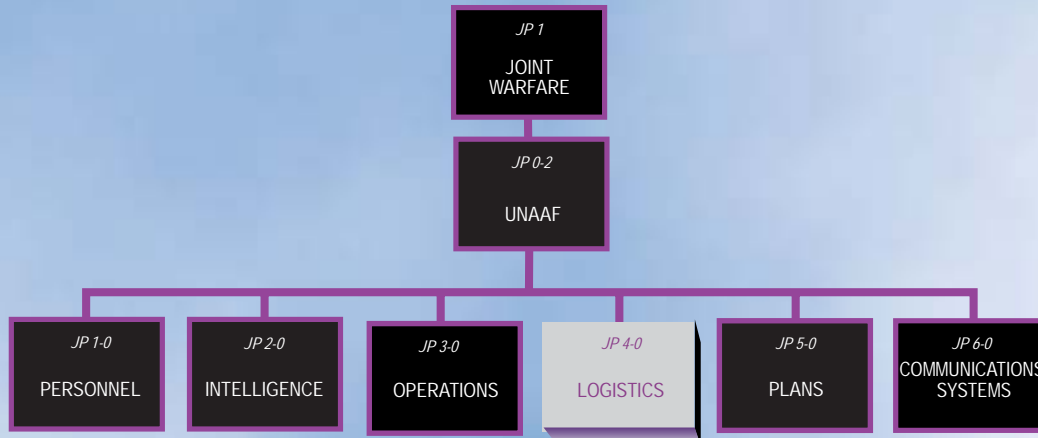 JP 1
JOINT
WARFARE
JP 0-2
UNAAF
JP 1-0
PERSONNEL
JP 2-0
INTELLIGENCE
JP 3-0
OPERATIONS
JP 4-0
LOGISTICS
JP 5-0
PLANS
JP 6-0
COMMUNICATIONS
SYSTEMS